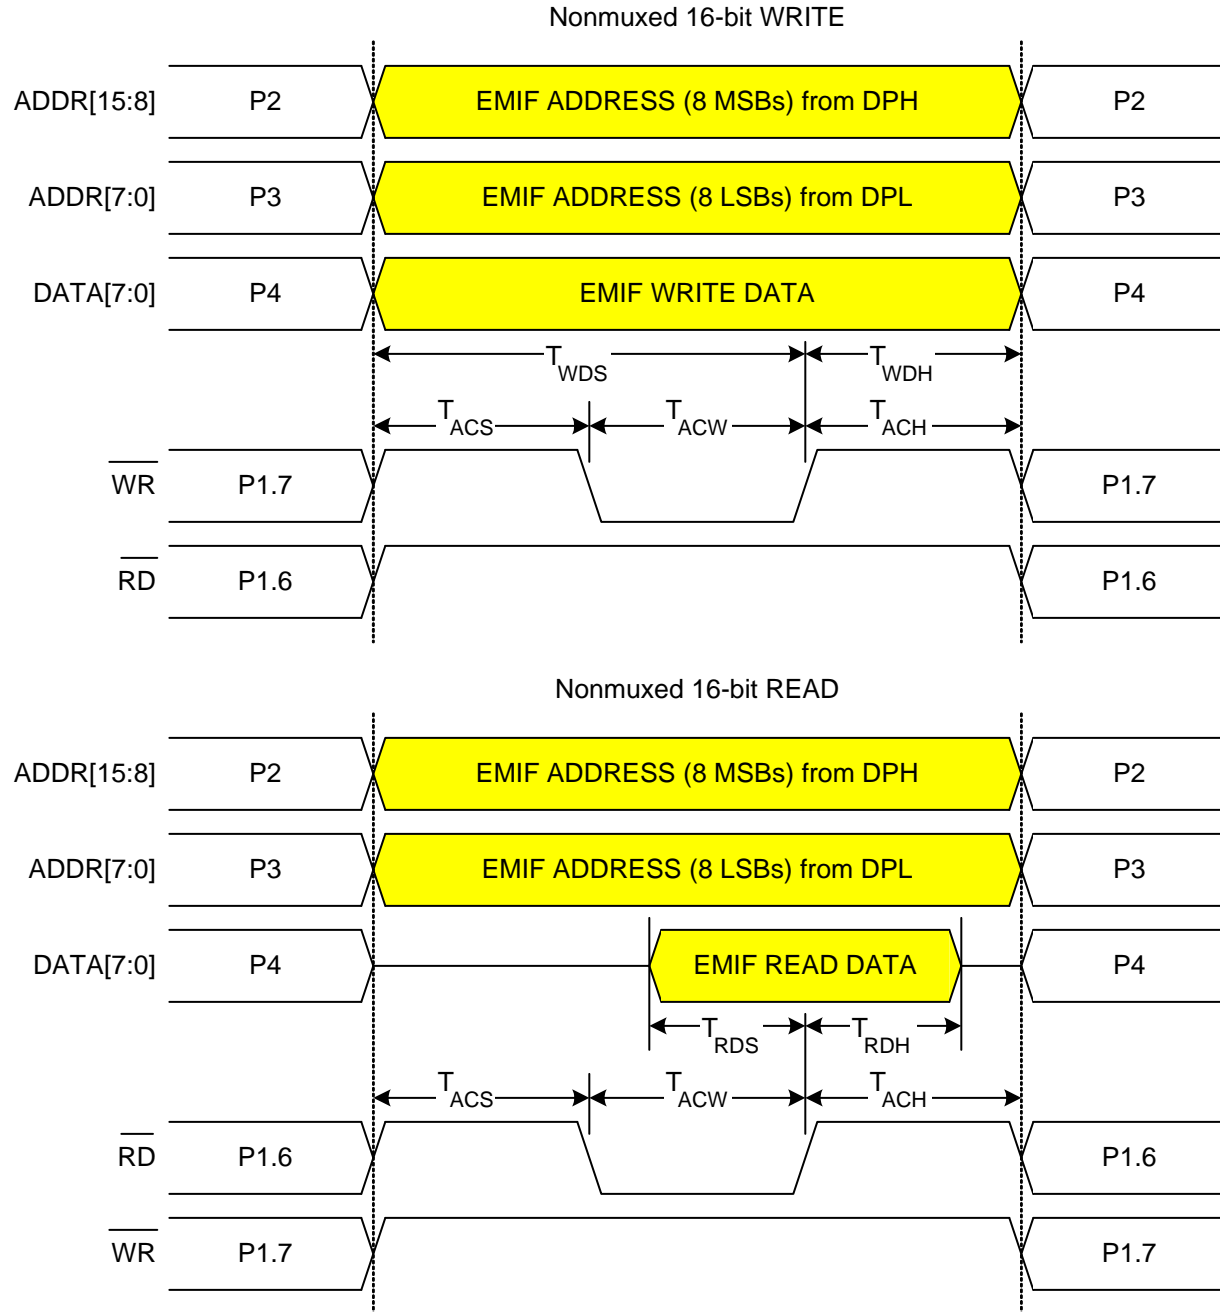 Nonmuxed 16-bit WRITE
ADDR[15:8] P2 EMIF ADDRESS (8 MSBs) from DPH P2
ADDR[7:0] P3 EMIF ADDRESS (8 LSBs) from DPL P3
DATA[7:0] P4 EMIF WRITE DATA P4
TWDS TWDH
TACS TACW TACH
WR P1.7 P1.7
RD P1.6 P1.6
Nonmuxed 16-bit READ
ADDR[15:8] P2 EMIF ADDRESS (8 MSBs) from DPH P2
ADDR[7:0] P3 EMIF ADDRESS (8 LSBs) from DPL P3
DATA[7:0] P4 EMIF READ DATA P4
TRDS TRDH
TACS TACW TACH
RD P1.6 P1.6
WR P1.7 P1.7